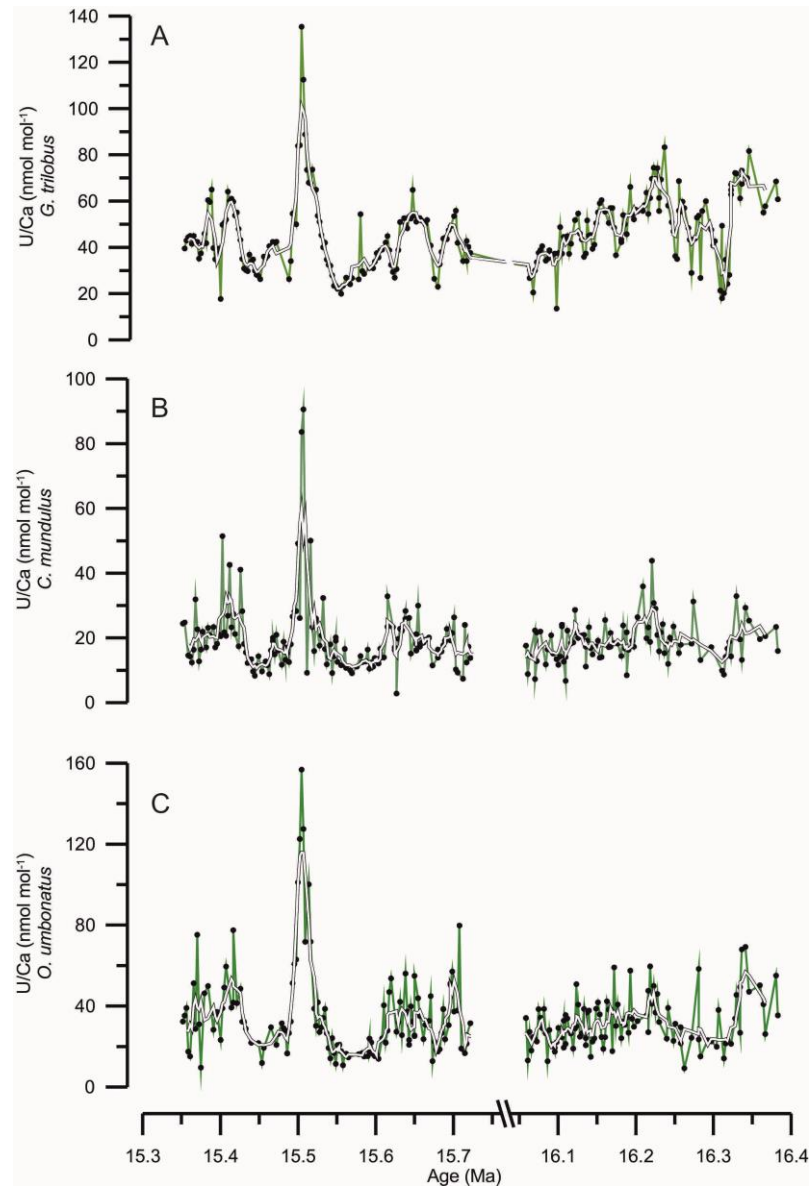 A
U/Ca (nmol mol⁻¹)
G. trilobus
140
120
100
80
60
40
20
0
B
U/Ca (nmol mol⁻¹)
C. mundulus
100
80
60
40
20
0
C
U/Ca (nmol mol⁻¹)
O. umbonatus
160
120
80
40
0
15.3 15.4 15.5 15.6 15.7 16.1 16.2 16.3 16.4
Age (Ma)